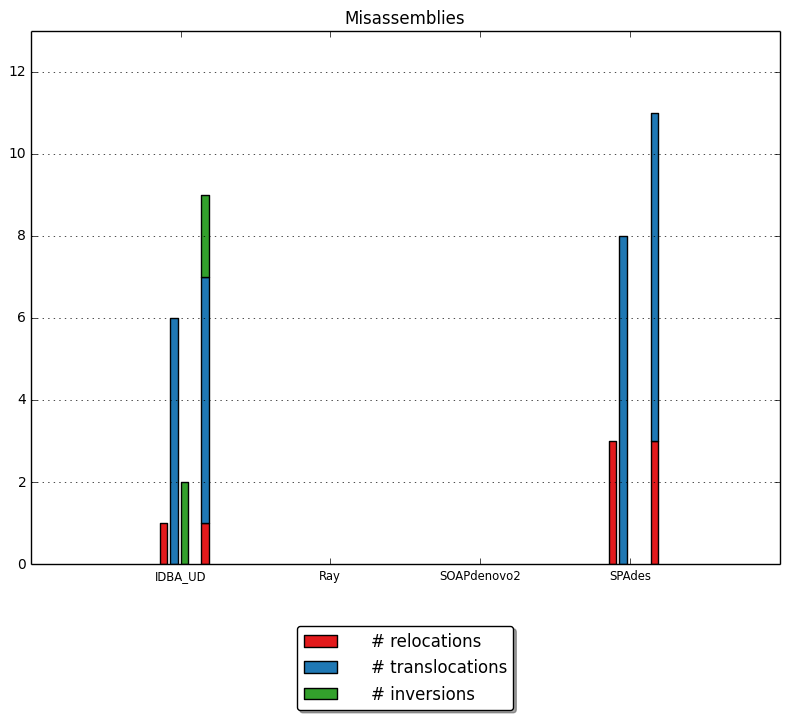 Misassemblies
12
10
8
6
4
2
0
IDBA_UD Ray SOAPdenovo2 SPAdes
# relocations
# translocations
# inversions